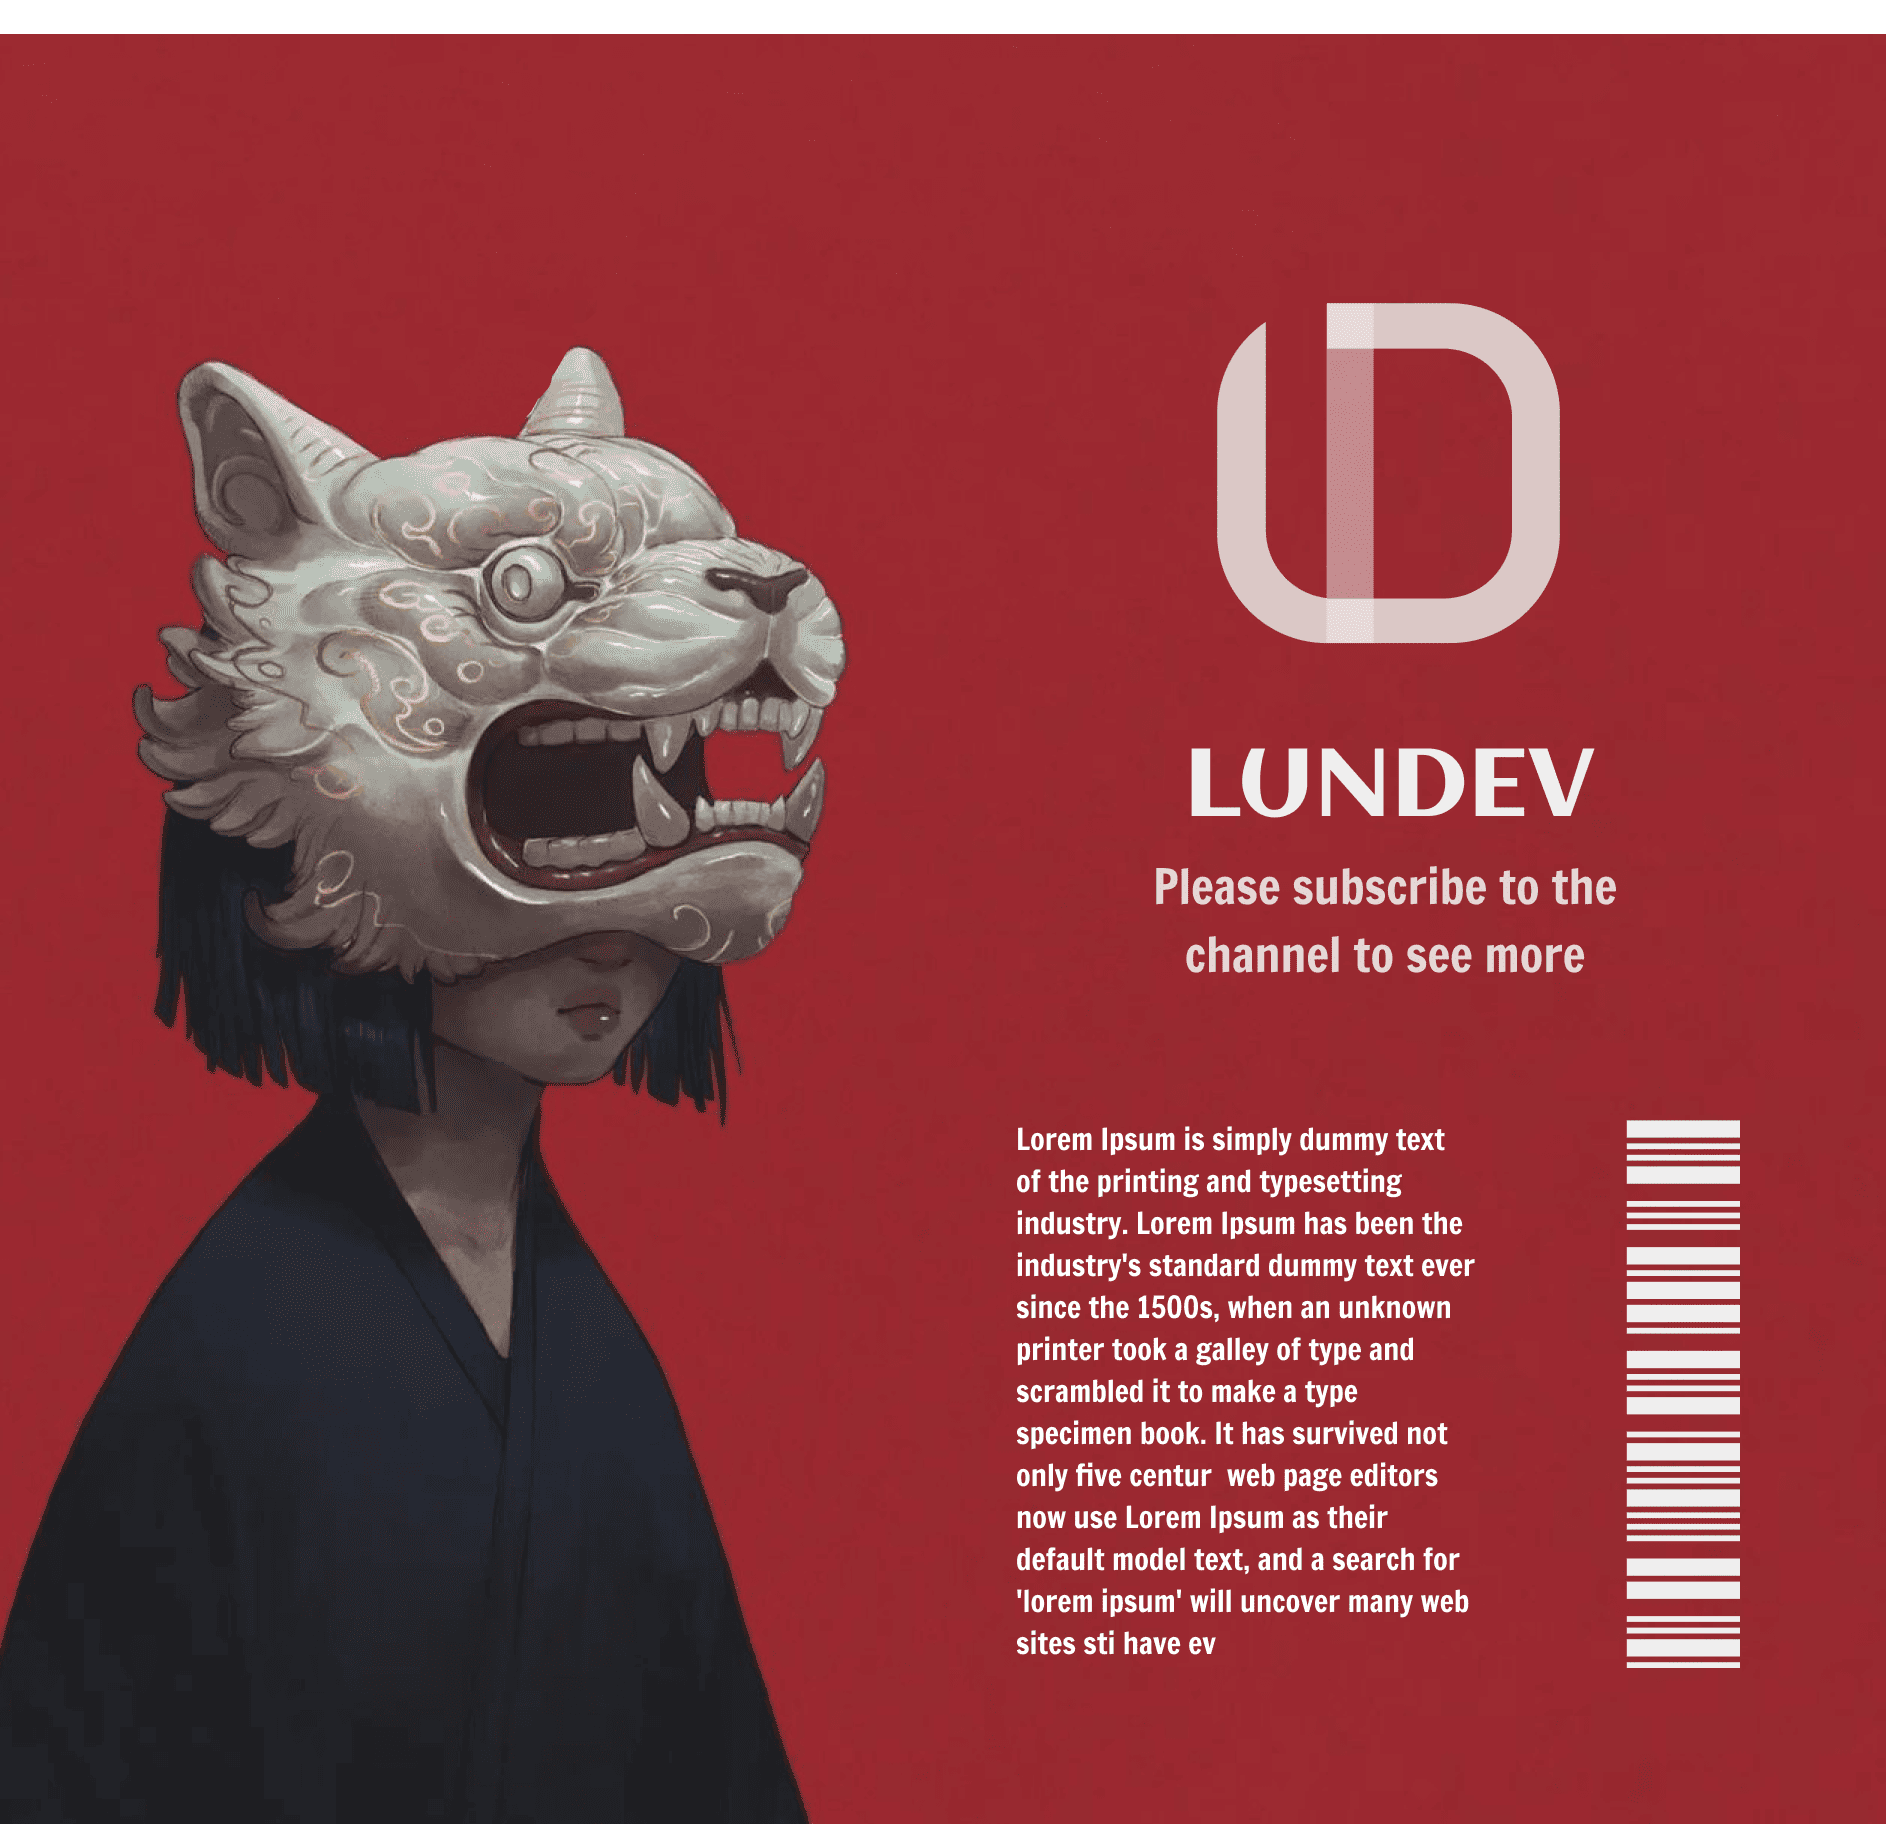 LUNDEV
Please subscribe to the
channel to see more
Lorem Ipsum is simply dummy text
of the printing and typesetting
industry. Lorem Ipsum has been the
industry's standard dummy text ever
since the 1500s, when an unknown
printer took a galley of type and
scrambled it to make a type
specimen book. It has survived not
only five centur  web page editors
now use Lorem Ipsum as their
default model text, and a search for
'lorem ipsum' will uncover many web
sites sti have ev